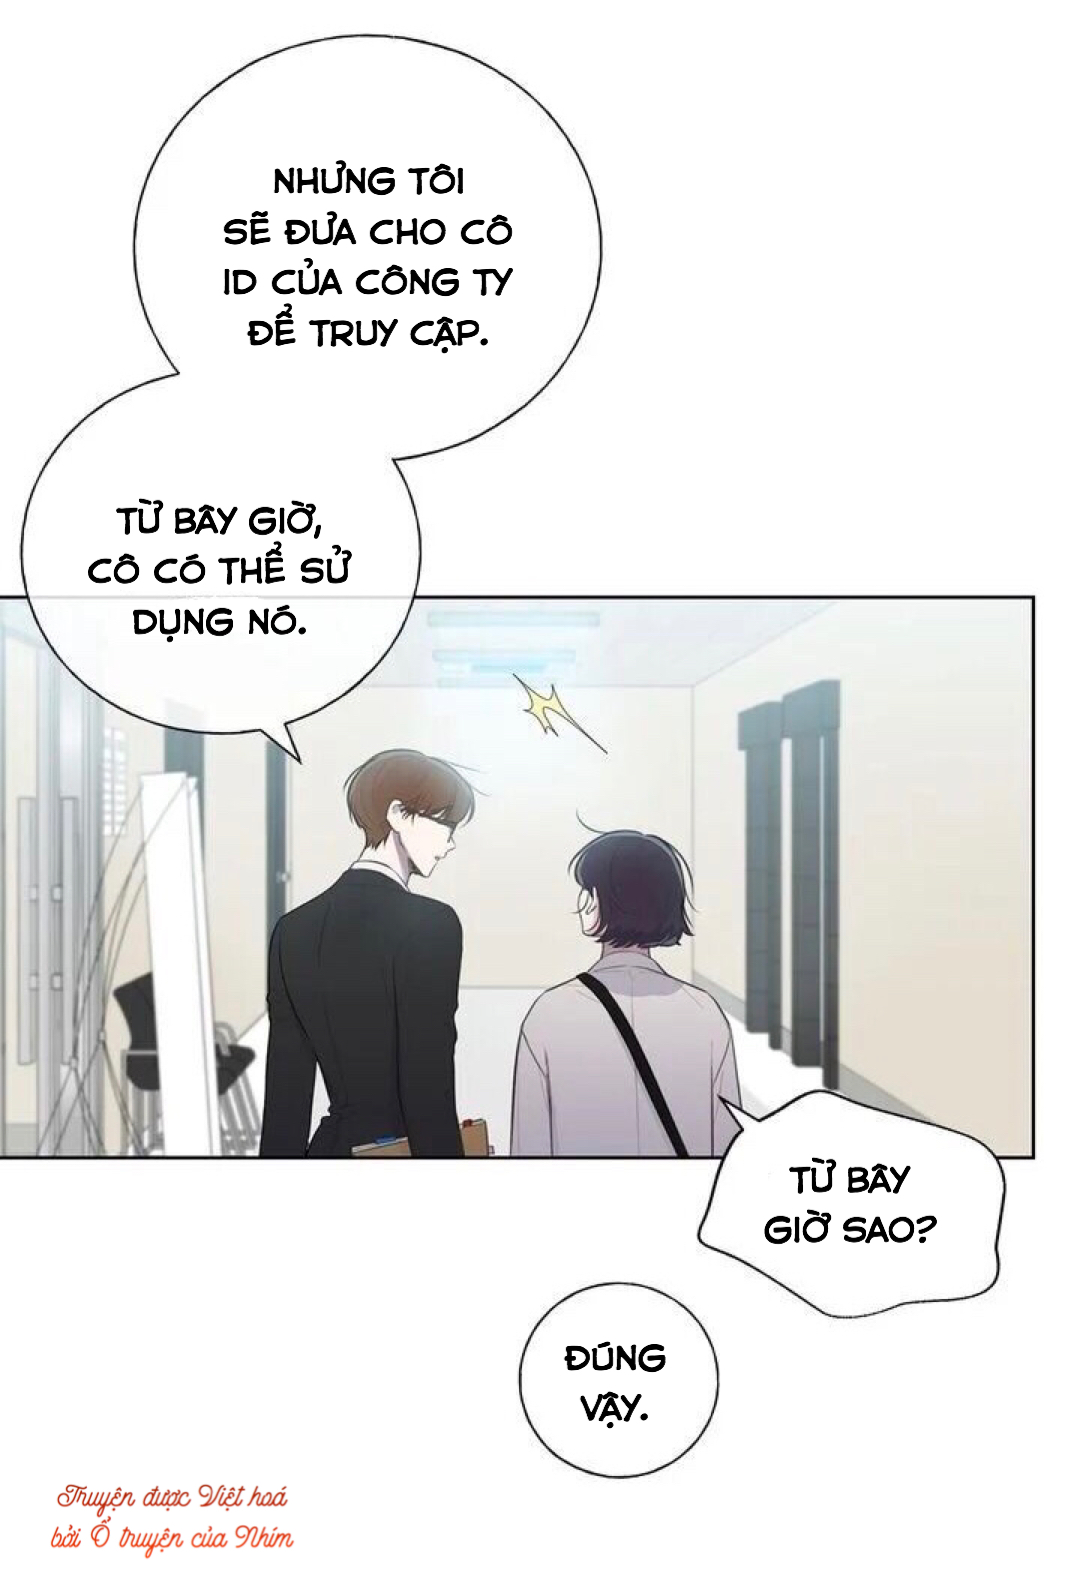 NHƯNG TÔI
SẼ ĐƯA CHO CÔ
ID CỦA CÔNG TY
ĐỂ TRUY CẬP.
TỪ BÂY GIỜ,
CÔ CÓ THỂ SỬ
DỤNG NÓ.
TỪ BÂY
GIỜ SAO?
ĐÚNG
VẬY.
Truyện được Việt hoá
bởi Ổ truyện của Nhím